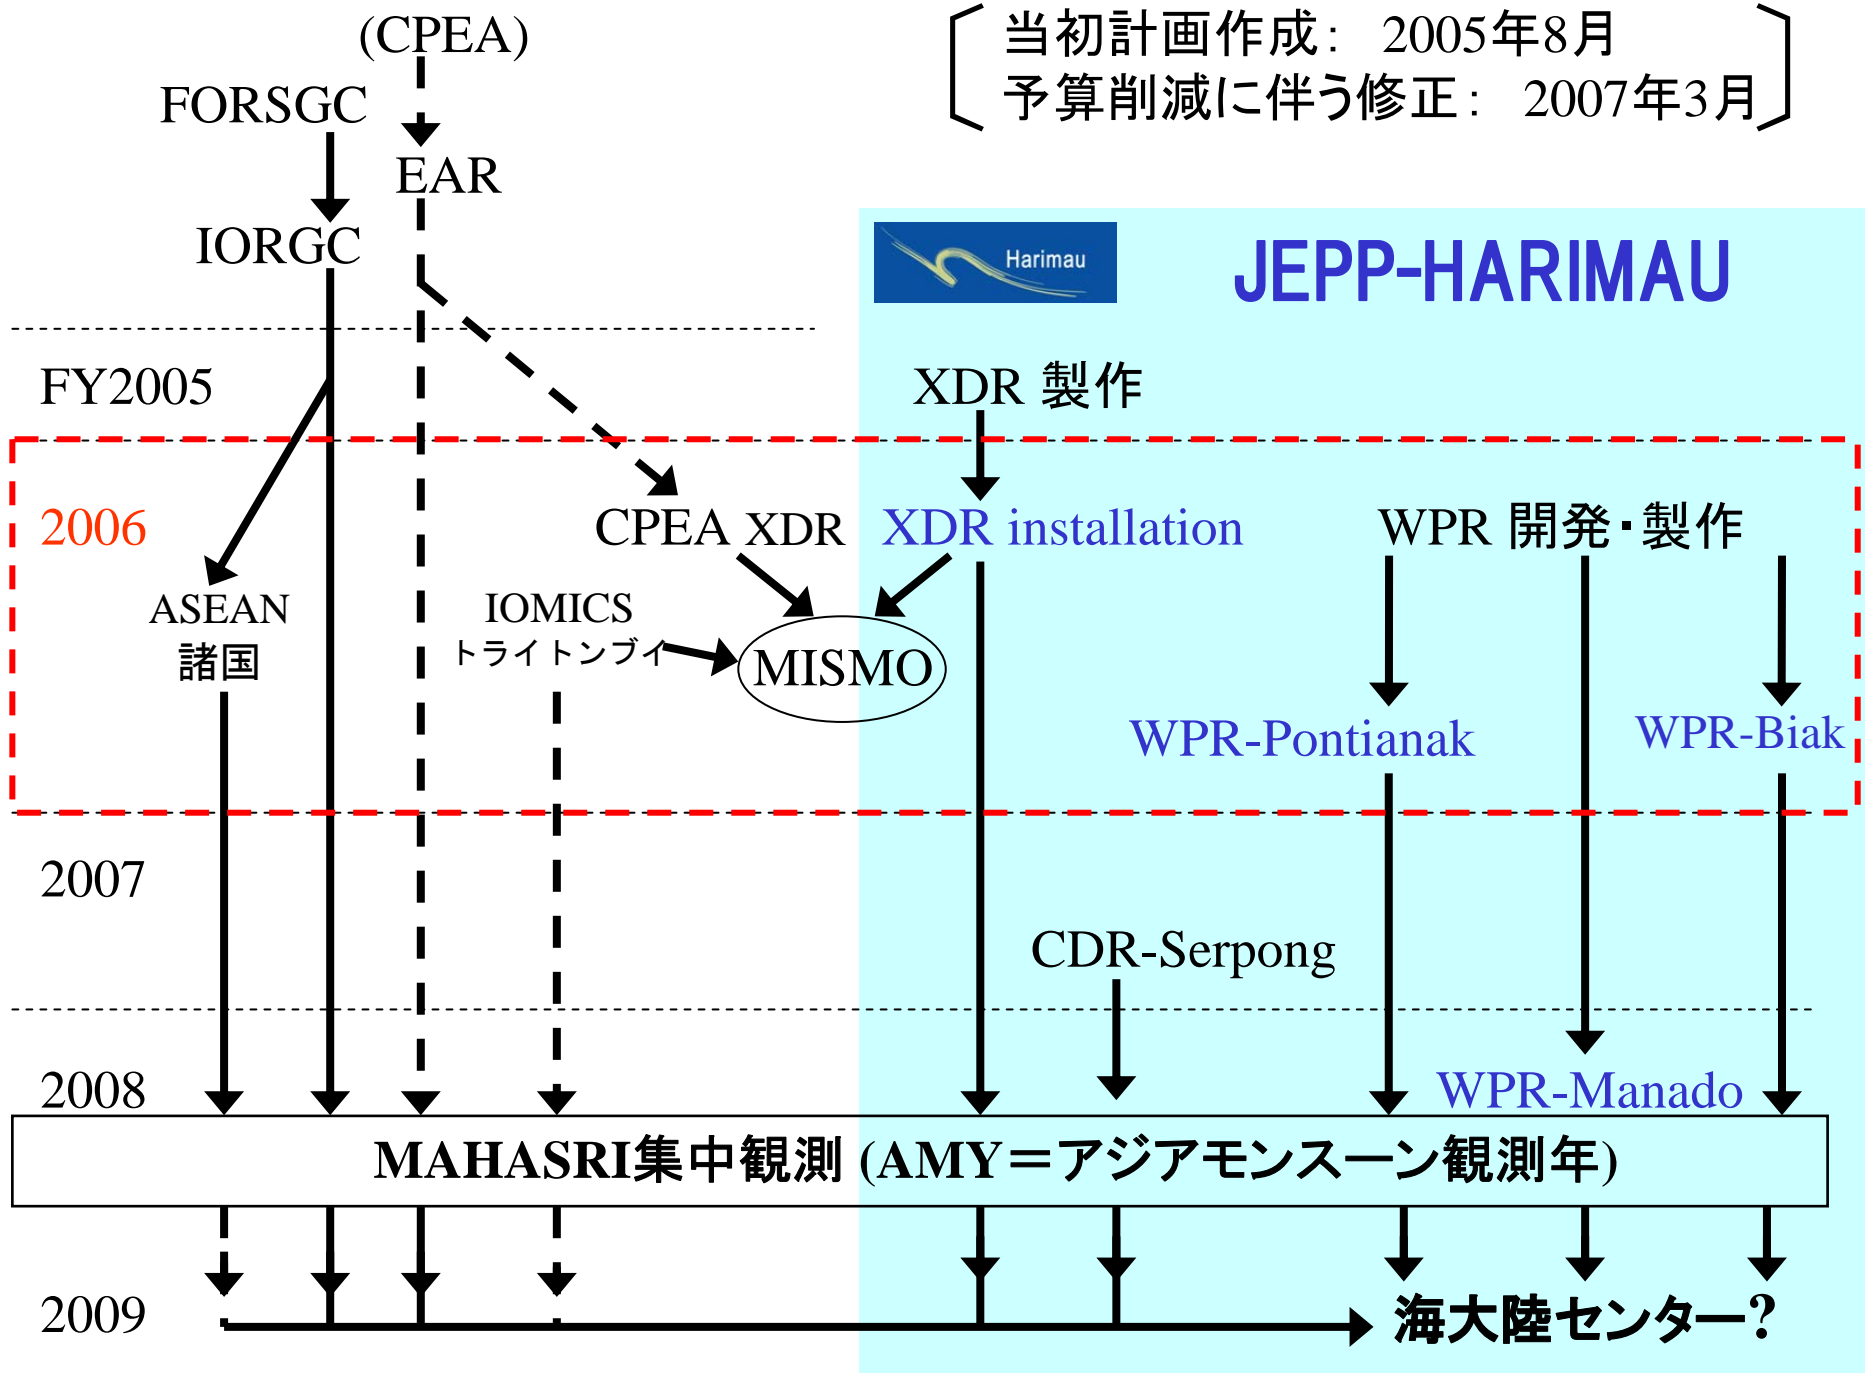 (CPEA)
当初計画作成： 2005年8月
予算削減に伴う修正： 2007年3月
FORSGC
EAR
IORGC
Harimau
JEPP-HARIMAU
FY2005
XDR 製作
2006
CPEA XDR
XDR installation
WPR 開発・製作
ASEAN
諸国
IOMICS
トライトンブイ
MISMO
WPR-Pontianak
WPR-Biak
2007
CDR-Serpong
2008
WPR-Manado
MAHASRI集中観測 (AMY＝アジアモンスーン観測年)
2009
海大陸センター?